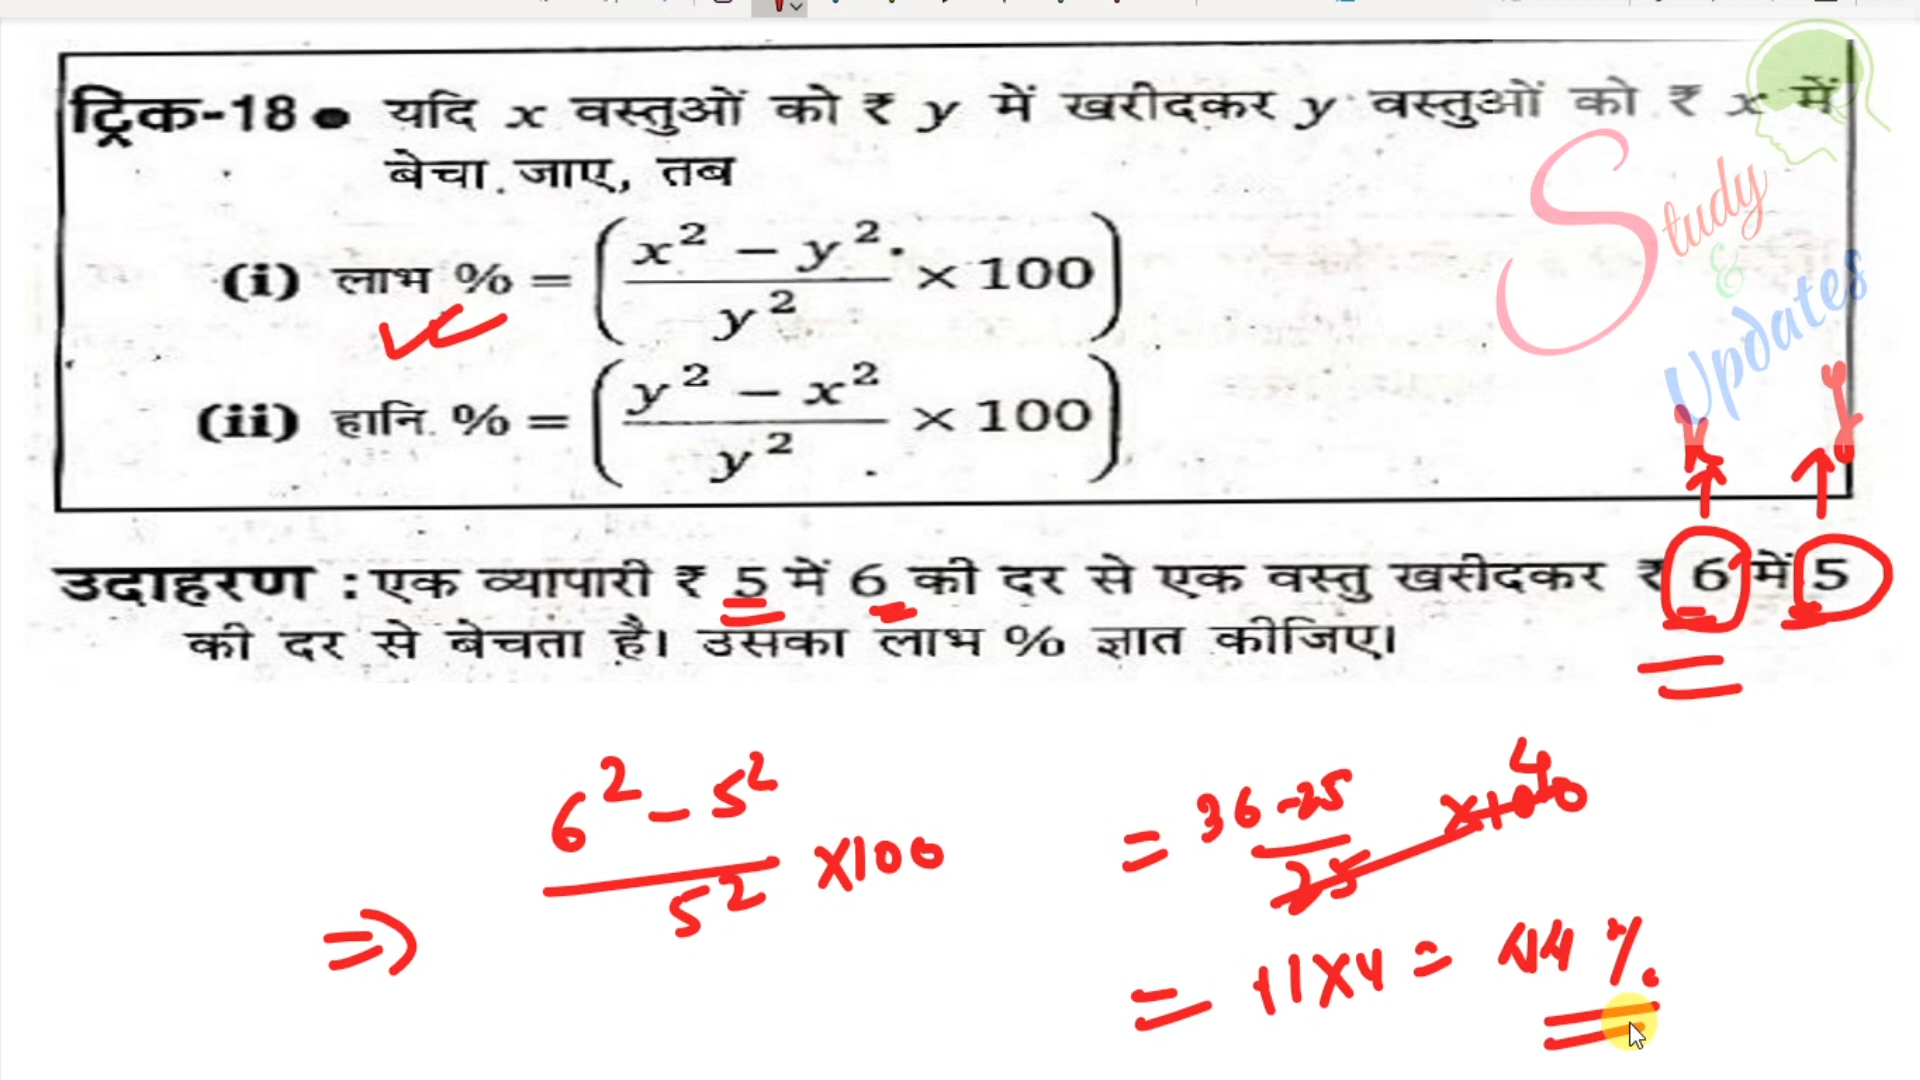 ट्रिक-18 ● यदि x वस्तुओं को ₹ y में खरीदकर y वस्तुओं को ₹ x में
बेचा जाए, तब
(i) लाभ % = ( x² − y² / y² × 100 )
(ii) हानि % = ( y² − x² / y² × 100 )
Study
&
Updates
x y
उदाहरण : एक व्यापारी ₹ 5 में 6 की दर से एक वस्तु खरीदकर ₹ 6 में 5
की दर से बेचता है। उसका लाभ % ज्ञात कीजिए।
⇒ 6² − 5² / 5² ×100
= 36-25 / 25 ×100 4
= 11×4 = 44 %